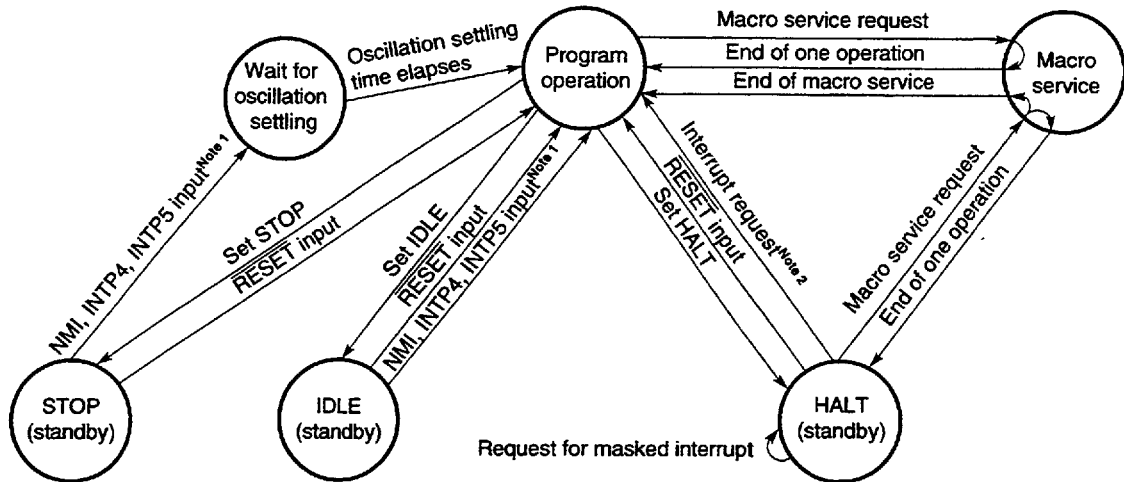 Wait for
oscillation
settling
Oscillation settling
time elapses
Program
operation
Macro service request
End of one operation
End of macro service
Macro
service
NMI, INTP4, INTP5 input^Note 1
Set STOP
RESET input
Set IDLE
RESET input
NMI, INTP4, INTP5 input^Note 1
Interrupt request^Note 2
RESET input
Set HALT
Macro service request
End of one operation
STOP
(standby)
IDLE
(standby)
HALT
(standby)
Request for masked interrupt